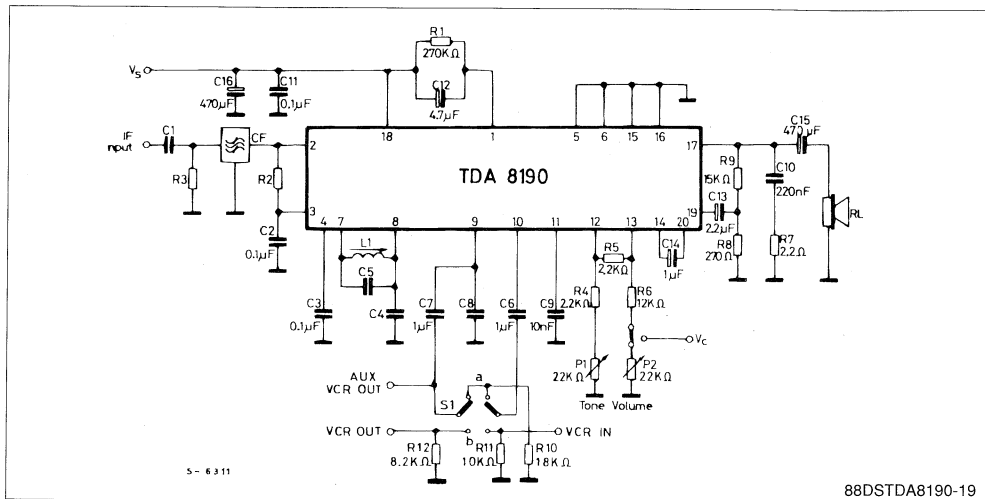 R1
270KΩ
Vs
C16
470µF
C11
0.1µF
C12
4.7µF
18 1 5 6 15 16
IF
nput
C1
CF
R3
R2
C2
0.1µF
2
3
TDA 8190
17
19
4 7 8 9 10 11 12 13 14 20
C15
470µF
R9
15KΩ
C10
220nF
C13
2.2µF
R8
270Ω
R7
2.2Ω
RL
L1
C5
C3
0.1µF
C4
C7
1µF
C8
C6
1µF
C9
10nF
R5
2.2KΩ
R4
2.2KΩ
R6
12KΩ
C14
1µF
Vc
P1
22KΩ
P2
22KΩ
Tone Volume
AUX
VCR OUT
S1
a
b
VCR OUT
VCR IN
R12
8.2KΩ
R11
10KΩ
R10
18KΩ
S-6311
88DSTDA8190-19